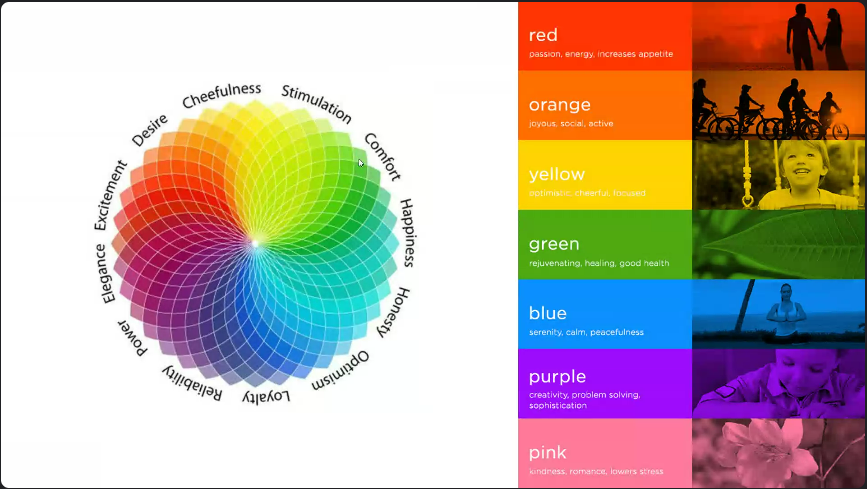 Cheefulness
Stimulation
Comfort
Happiness
Honesty
Optimism
Loyalty
Reliability
Power
Elegance
Excitement
Desire
red
passion, energy, increases appetite
orange
joyous, social, active
yellow
optimistic, cheerful, focused
green
rejuvenating, healing, good health
blue
serenity, calm, peacefulness
purple
creativity, problem solving,
sophistication
pink
kindness, romance, lowers stress